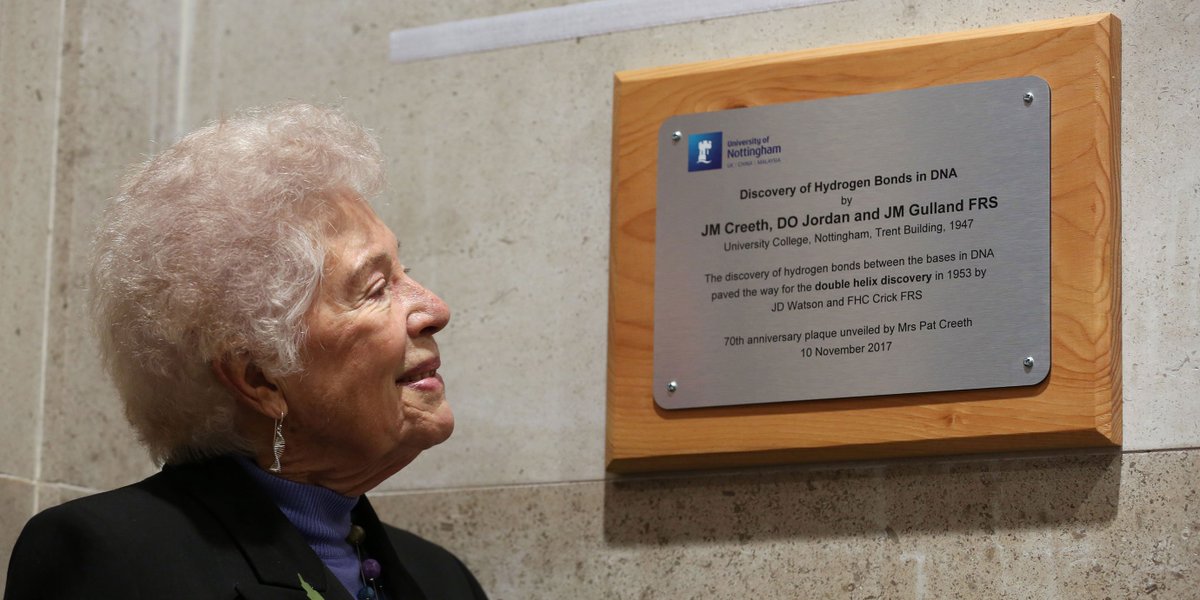 University of
Nottingham
UK | CHINA | MALAYSIA
Discovery of Hydrogen Bonds in DNA
by
JM Creeth, DO Jordan and JM Gulland FRS
University College, Nottingham, Trent Building, 1947
The discovery of hydrogen bonds between the bases in DNA
paved the way for the double helix discovery in 1953 by
JD Watson and FHC Crick FRS
70th anniversary plaque unveiled by Mrs Pat Creeth
10 November 2017